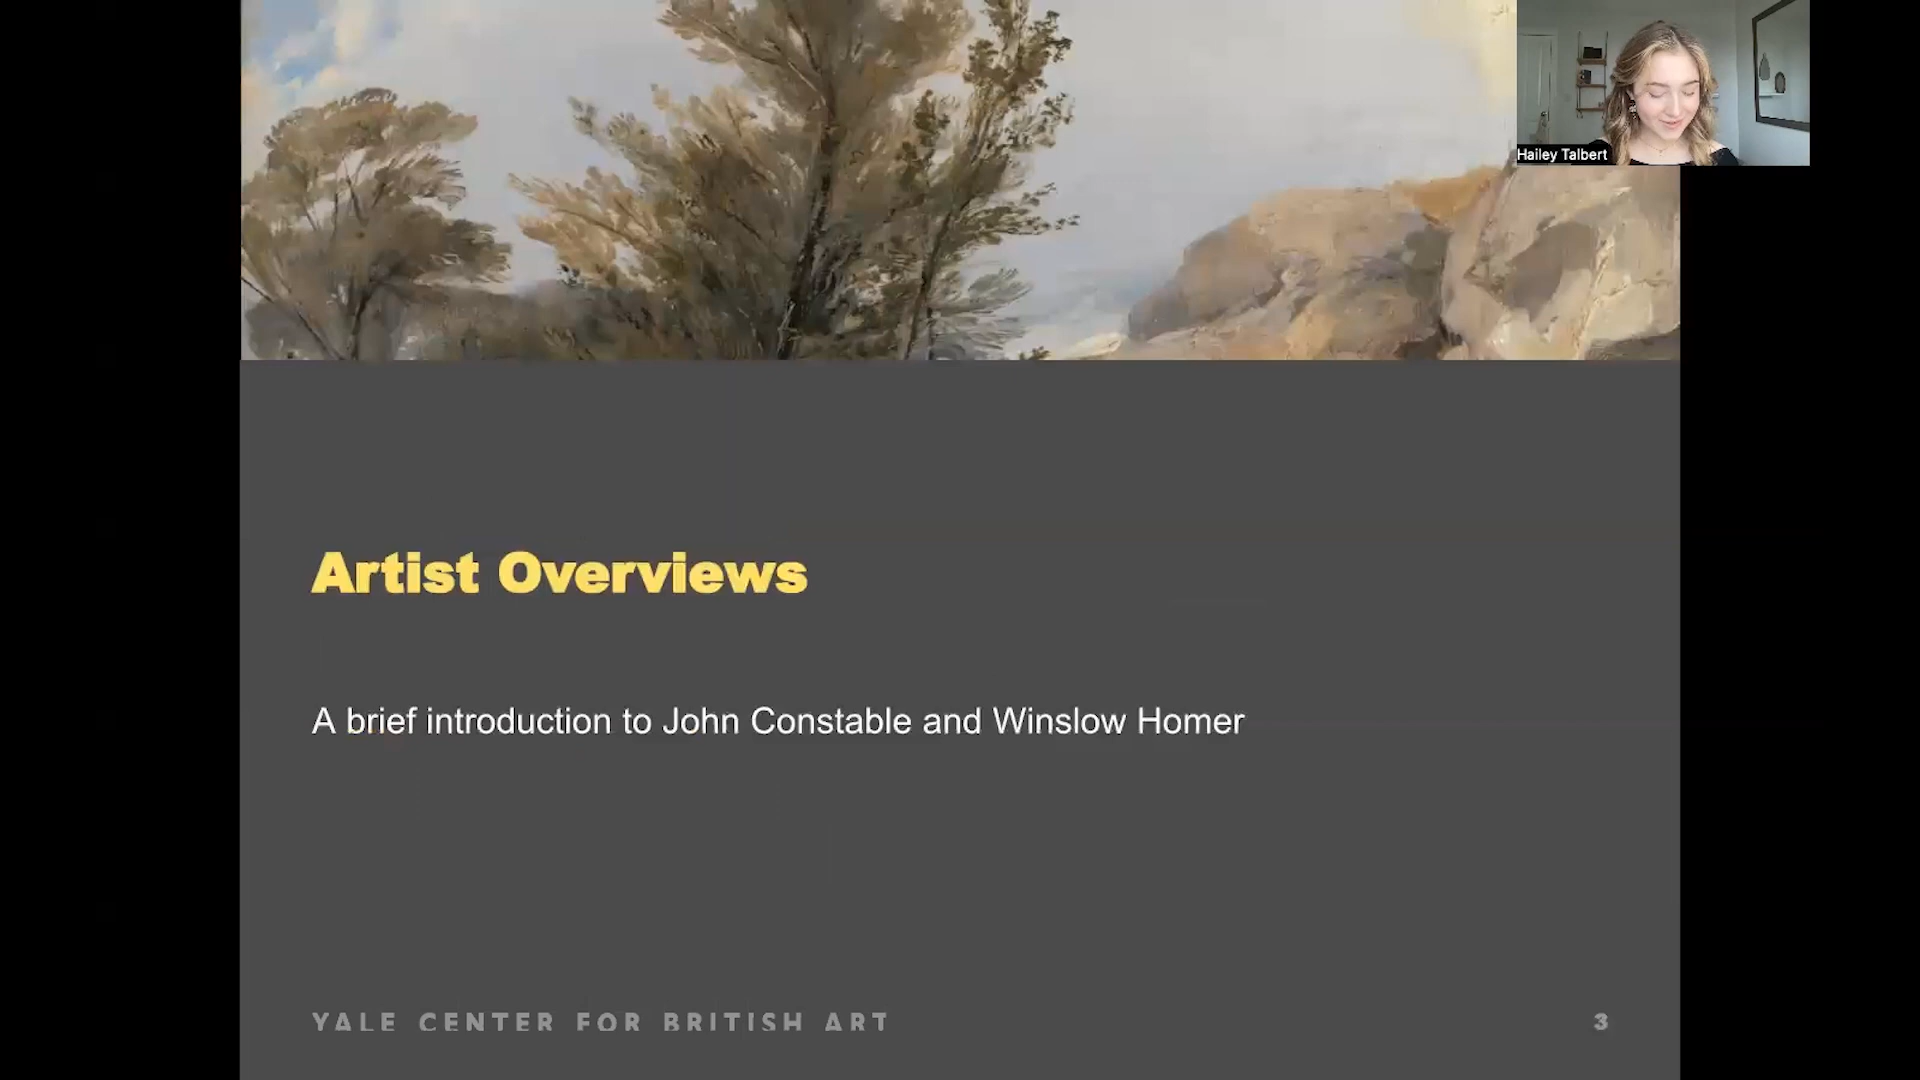 Hailey Talbert
Artist Overviews
A brief introduction to John Constable and Winslow Homer
YALE CENTER FOR BRITISH ART
3